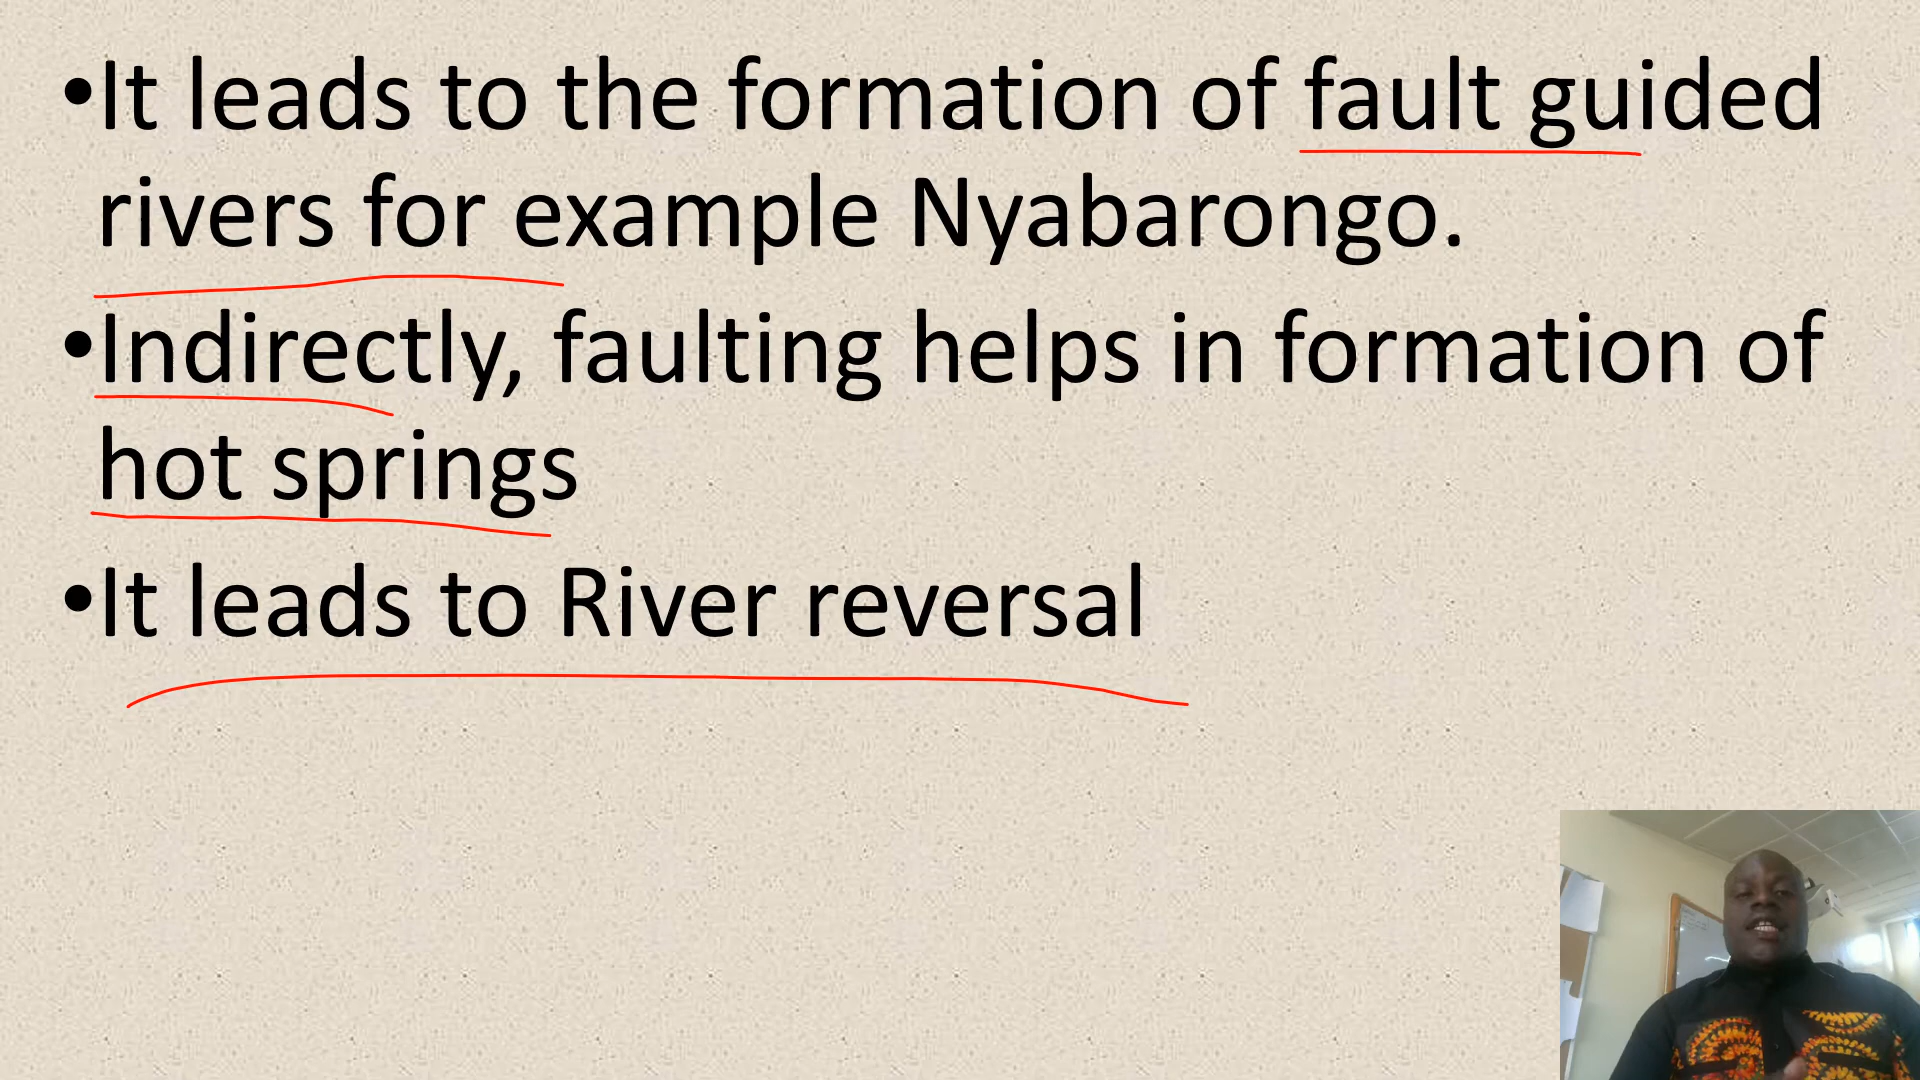 •It leads to the formation of fault guided
rivers for example Nyabarongo.
•Indirectly, faulting helps in formation of
hot springs
•It leads to River reversal